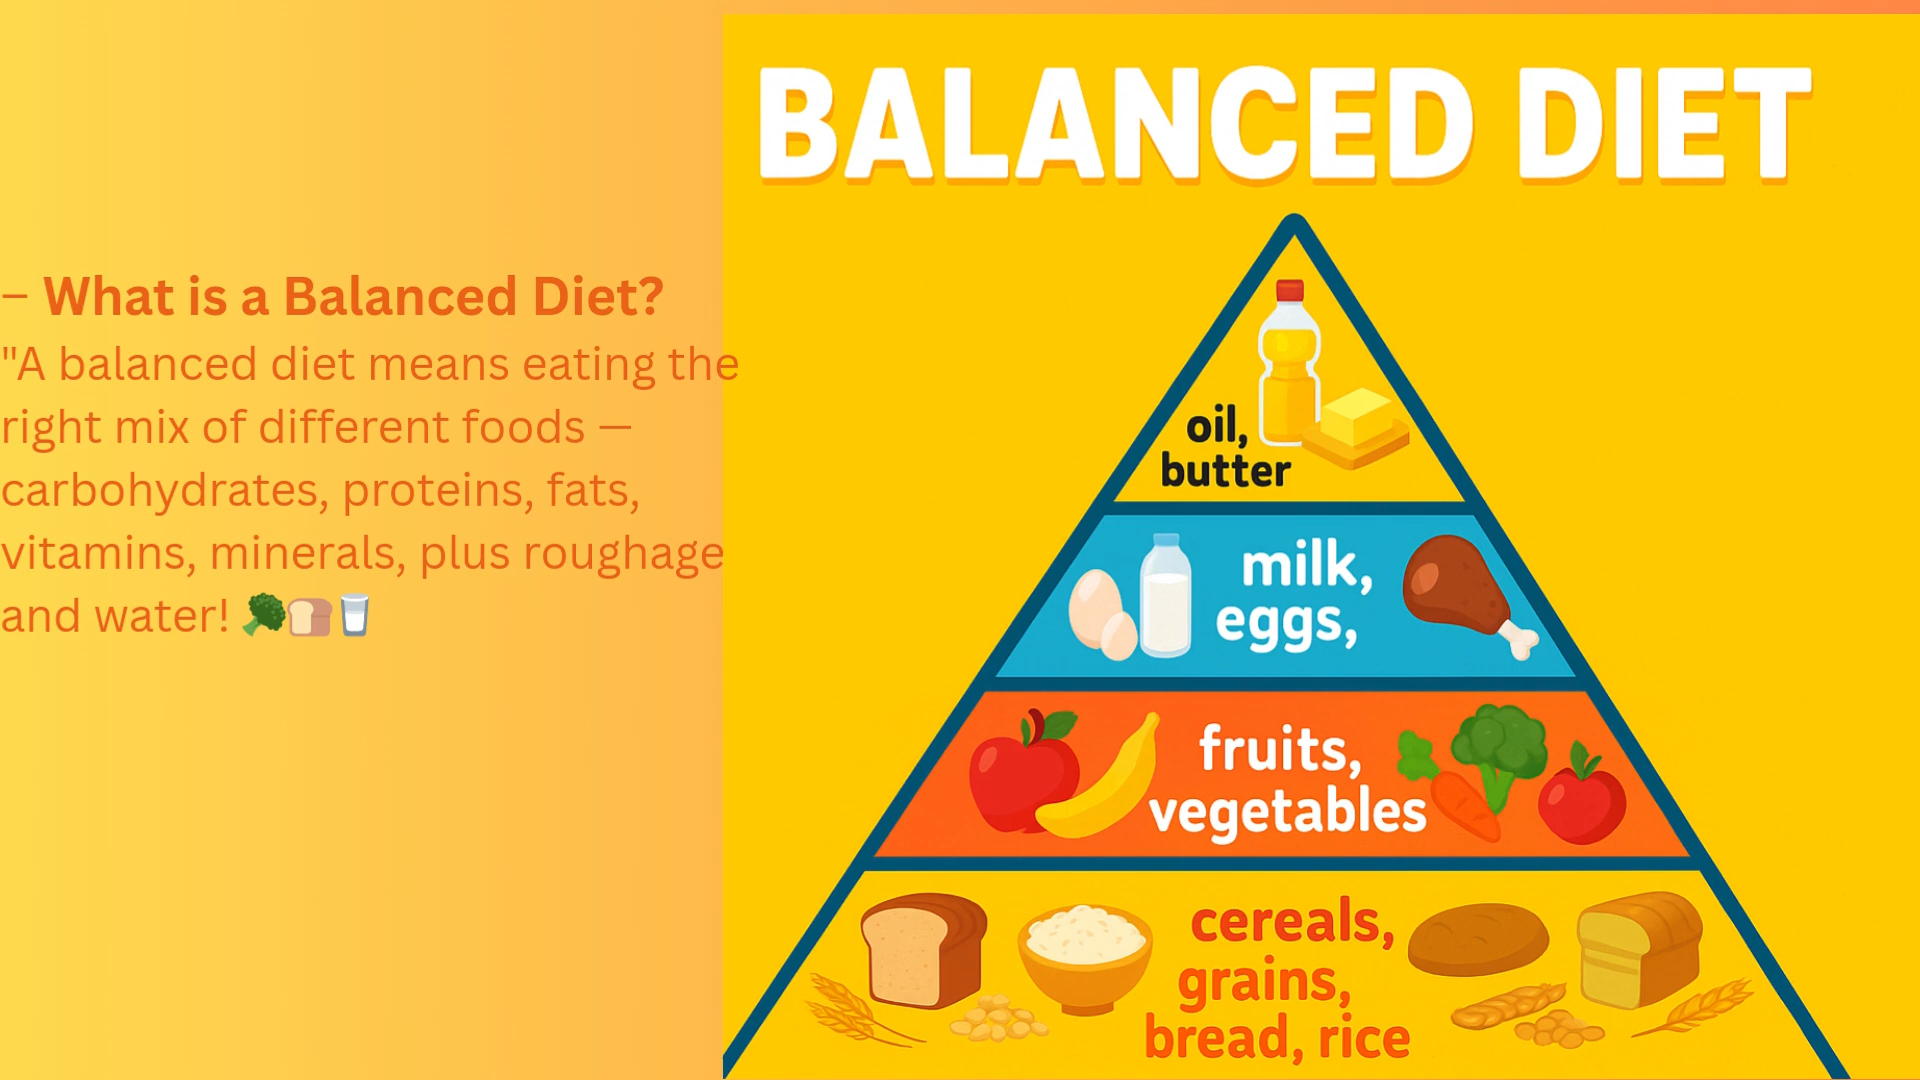 – What is a Balanced Diet?
"A balanced diet means eating the
right mix of different foods —
carbohydrates, proteins, fats,
vitamins, minerals, plus roughage
and water! 🥦🍞🥛
BALANCED DIET
oil,
butter
milk,
eggs,
fruits,
vegetables
cereals,
grains,
bread, rice